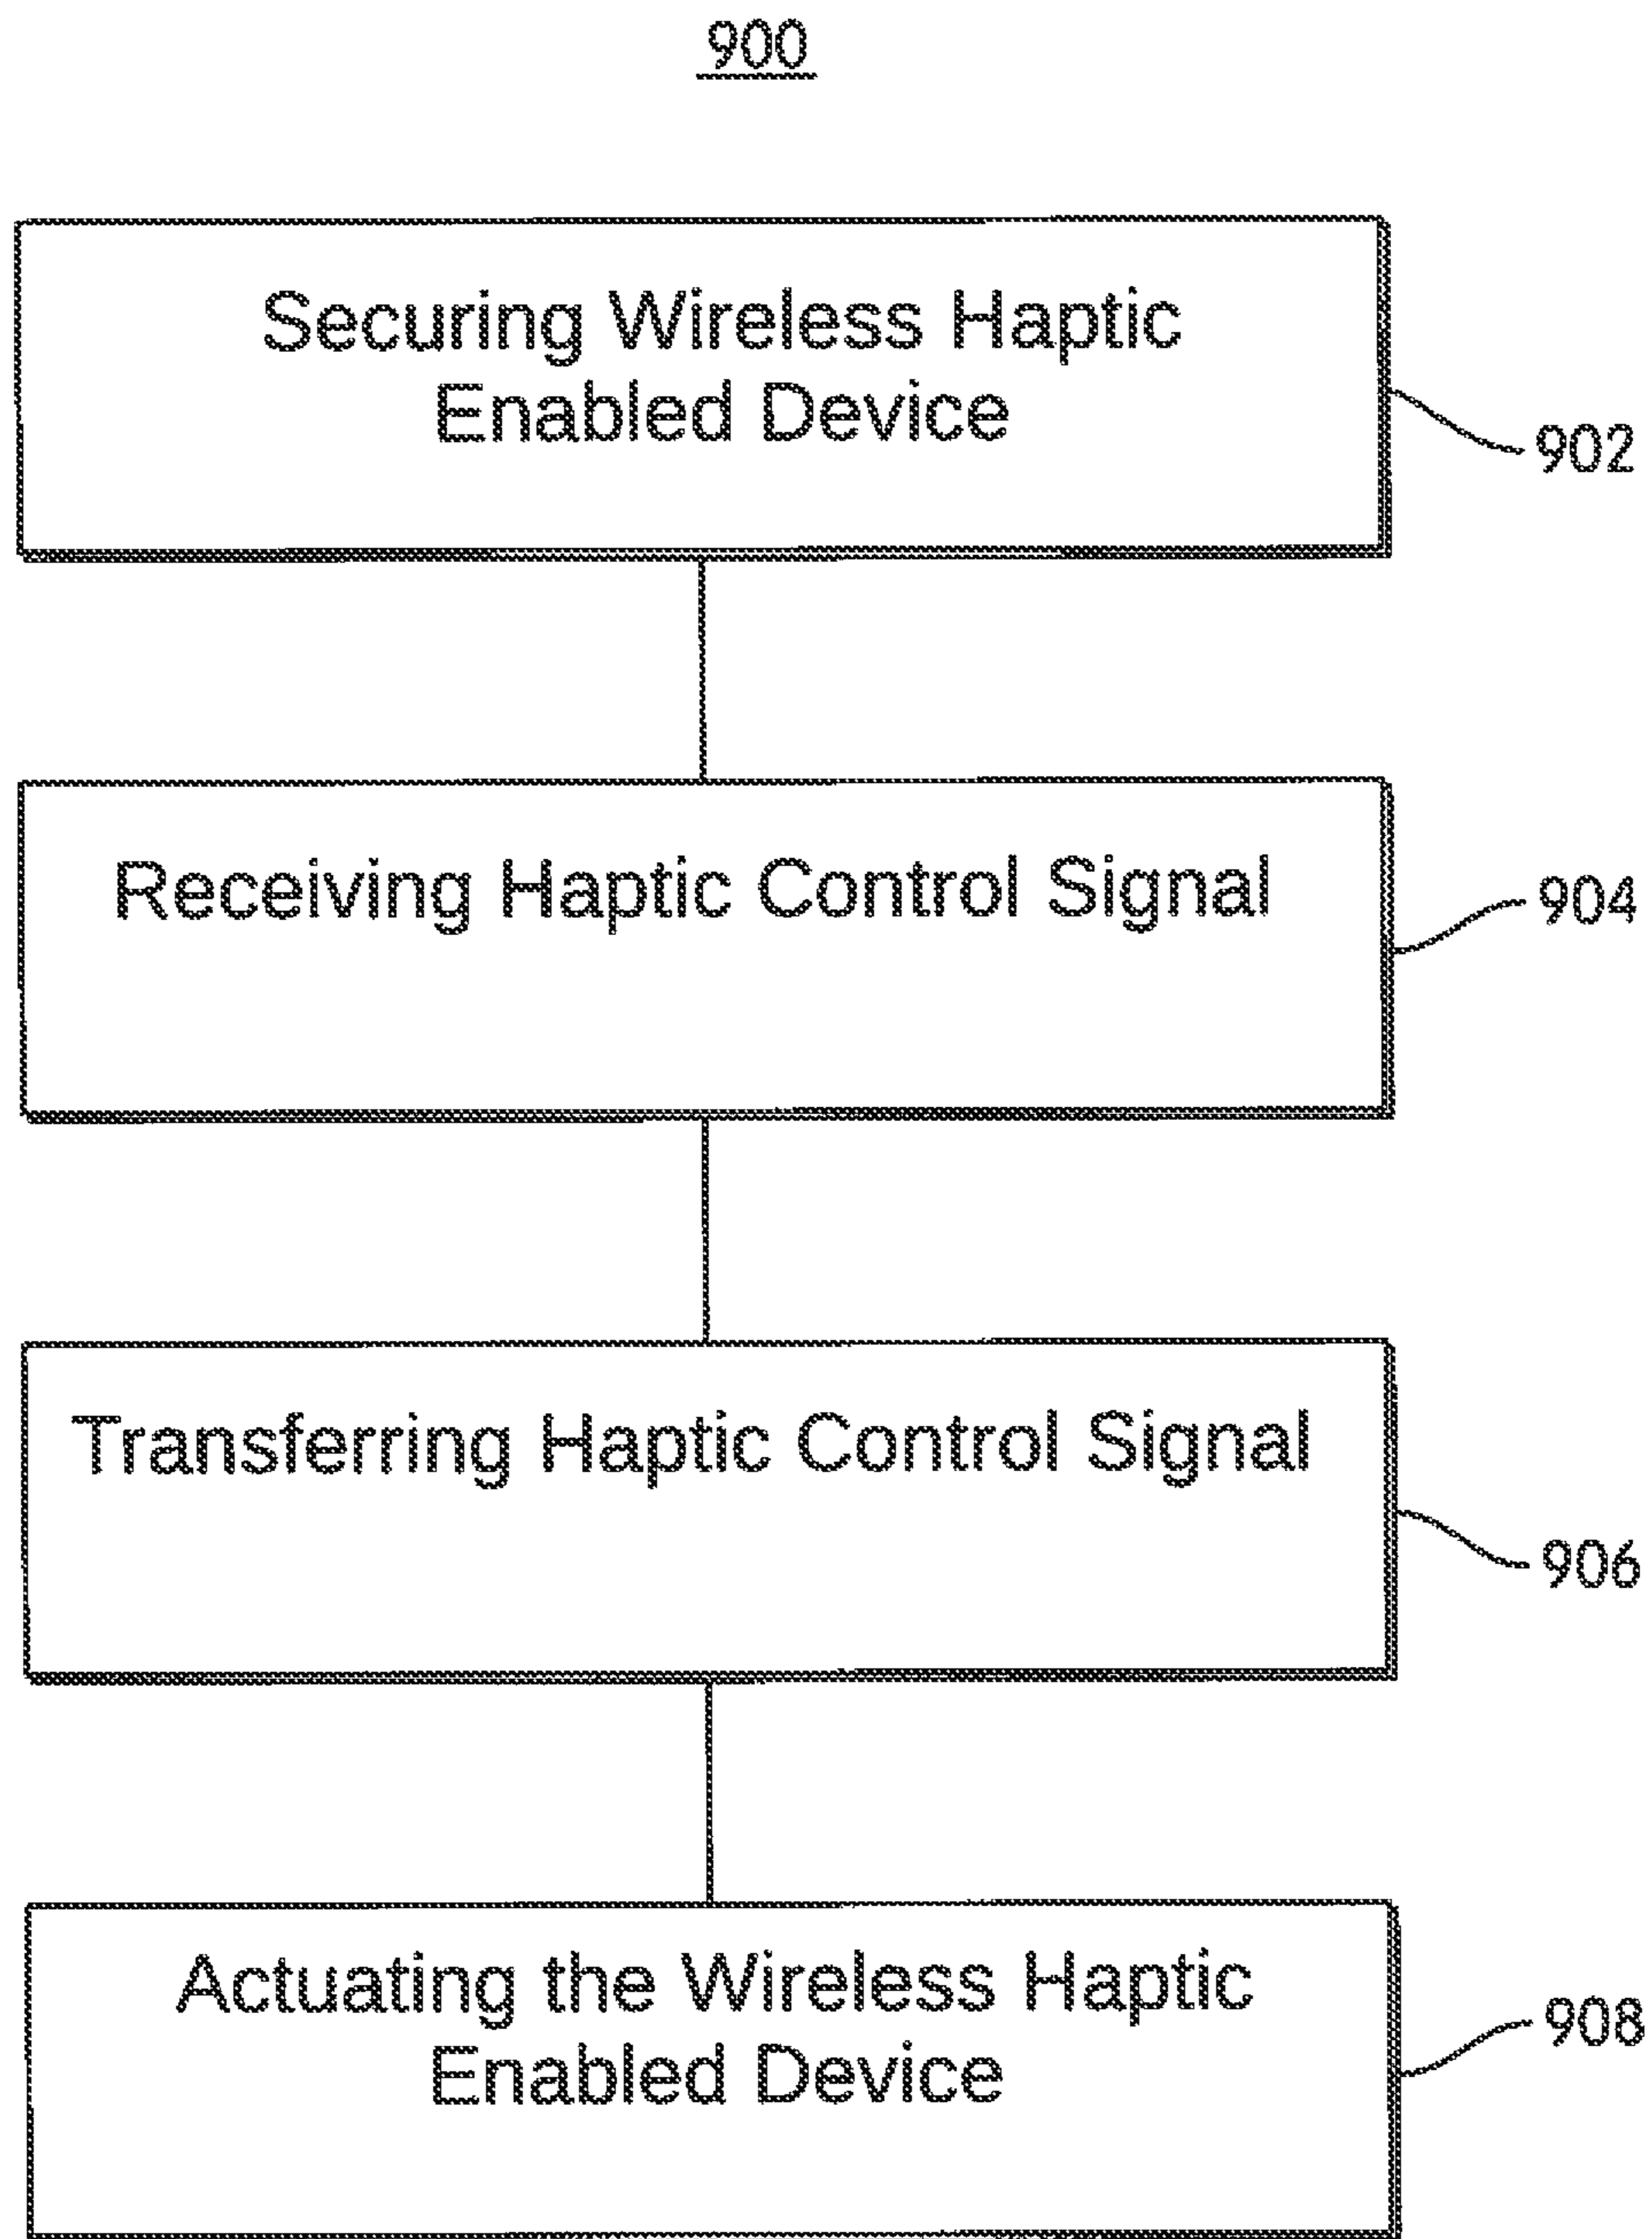 900
Securing Wireless Haptic
Enabled Device
902
Receiving Haptic Control Signal
904
Transferring Haptic Control Signal
906
Actuating the Wireless Haptic
Enabled Device
908